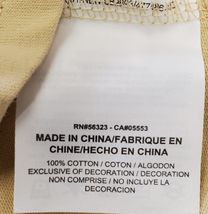 RN#56323 - CA#05553
MADE IN CHINA/FABRIQUE EN
CHINE/HECHO EN CHINA
100% COTTON / COTON / ALGODON
EXCLUSIVE OF DECORATION / DECORATION
NON COMPRISE / NO INCLUYE LA
DECORACION